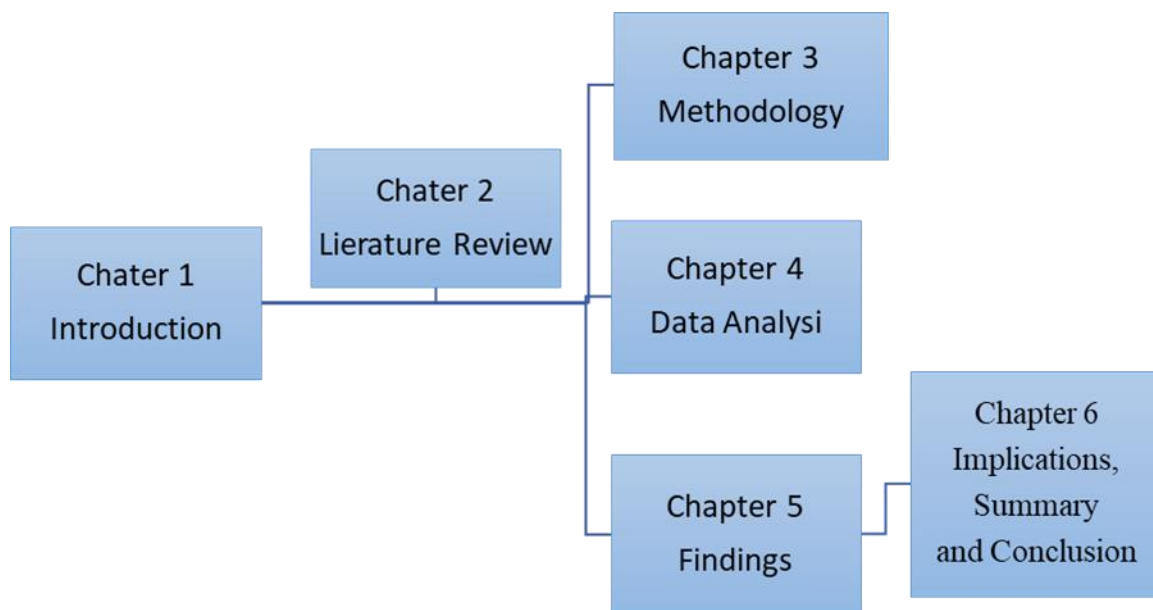 Chater 1
Introduction
Chater 2
Lierature Review
Chapter 3
Methodology
Chapter 4
Data Analysi
Chapter 5
Findings
Chapter 6
Implications,
Summary
and Conclusion